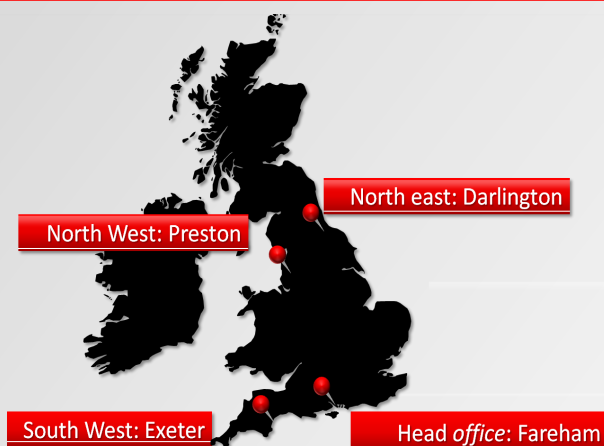 North east: Darlington
North West: Preston
South West: Exeter
Head office: Fareham